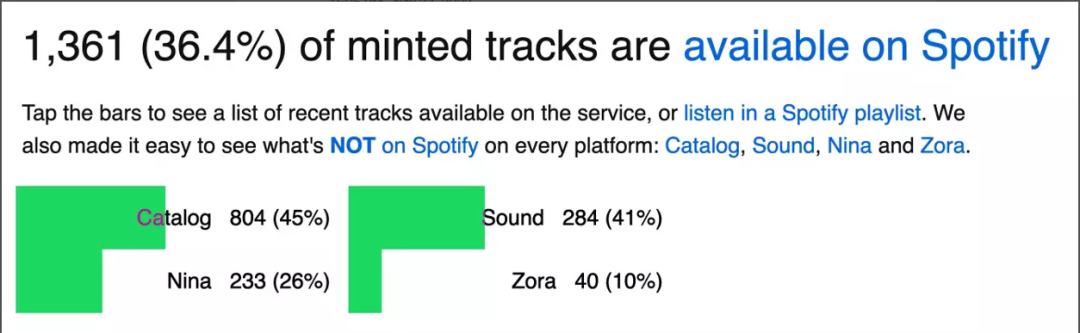 1,361 (36.4%) of minted tracks are available on Spotify
Tap the bars to see a list of recent tracks available on the service, or listen in a Spotify playlist. We
also made it easy to see what's NOT on Spotify on every platform: Catalog, Sound, Nina and Zora.
Catalog 804 (45%) Sound 284 (41%)
Nina 233 (26%) Zora 40 (10%)